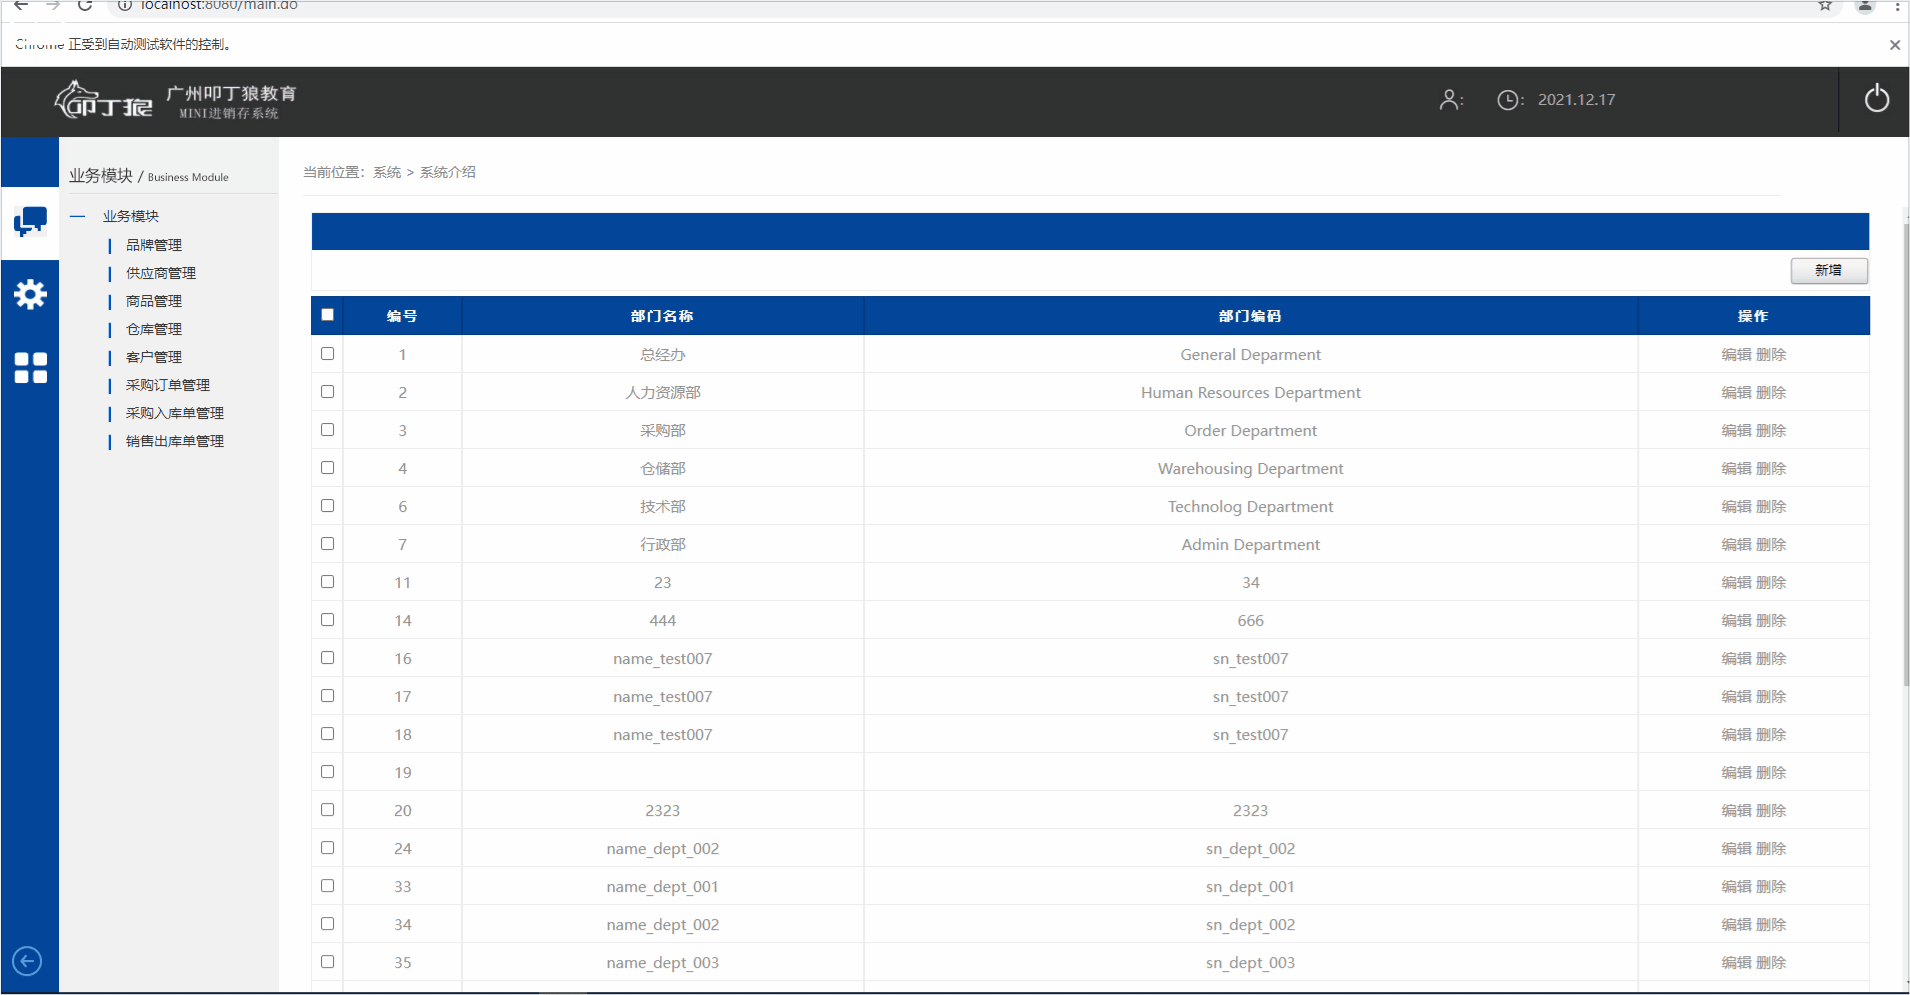 localhost:8080/main.do
Chrome 正受到自动测试软件的控制。
叩丁狼 广州叩丁狼教育
MINI进销存系统
: : 2021.12.17
业务模块 / Business Module
业务模块
品牌管理
供应商管理
商品管理
仓库管理
客户管理
采购订单管理
采购入库单管理
销售出库单管理
当前位置：系统 > 系统介绍
新增
编号 部门名称 部门编码 操作
1 总经办 General Deparment 编辑 删除
2 人力资源部 Human Resources Department 编辑 删除
3 采购部 Order Department 编辑 删除
4 仓储部 Warehousing Department 编辑 删除
6 技术部 Technolog Department 编辑 删除
7 行政部 Admin Department 编辑 删除
11 23 34 编辑 删除
14 444 666 编辑 删除
16 name_test007 sn_test007 编辑 删除
17 name_test007 sn_test007 编辑 删除
18 name_test007 sn_test007 编辑 删除
19 编辑 删除
20 2323 2323 编辑 删除
24 name_dept_002 sn_dept_002 编辑 删除
33 name_dept_001 sn_dept_001 编辑 删除
34 name_dept_002 sn_dept_002 编辑 删除
35 name_dept_003 sn_dept_003 编辑 删除